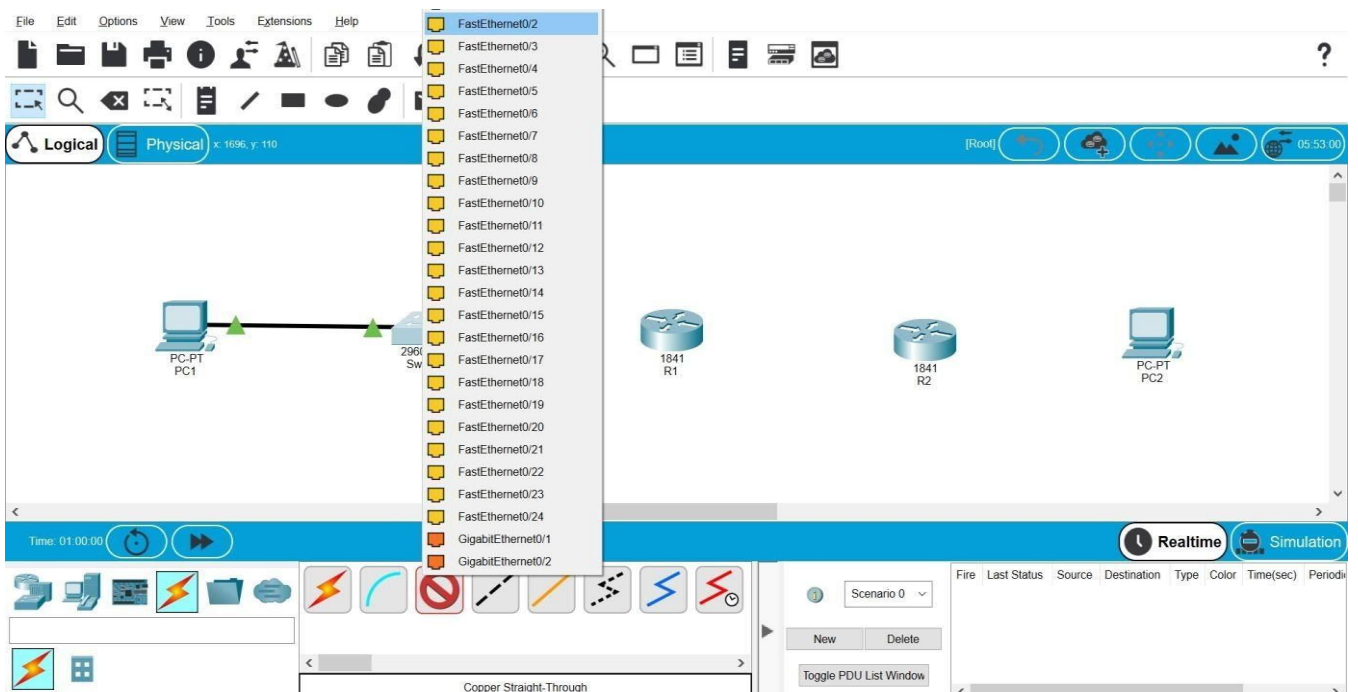 File Edit Options View Tools Extensions Help
?
Logical
Physical
x: 1696, y: 110
[Root]
05:53:00
FastEthernet0/2
FastEthernet0/3
FastEthernet0/4
FastEthernet0/5
FastEthernet0/6
FastEthernet0/7
FastEthernet0/8
FastEthernet0/9
FastEthernet0/10
FastEthernet0/11
FastEthernet0/12
FastEthernet0/13
FastEthernet0/14
FastEthernet0/15
FastEthernet0/16
FastEthernet0/17
FastEthernet0/18
FastEthernet0/19
FastEthernet0/20
FastEthernet0/21
FastEthernet0/22
FastEthernet0/23
FastEthernet0/24
GigabitEthernet0/1
GigabitEthernet0/2
PC-PT
PC1
296
Sw
1841
R1
1841
R2
PC-PT
PC2
Time: 01:00:00
Realtime
Simulation
Scenario 0
New
Delete
Toggle PDU List Window
Fire Last Status Source Destination Type Color Time(sec) Periodi
Copper Straight-Through